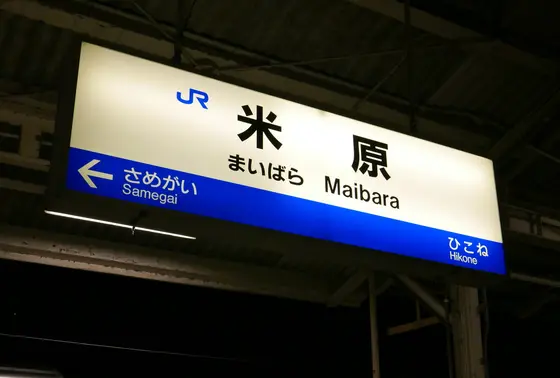 JR 米原
まいばら Maibara
← さめがい
Samegai
ひこね
Hikone